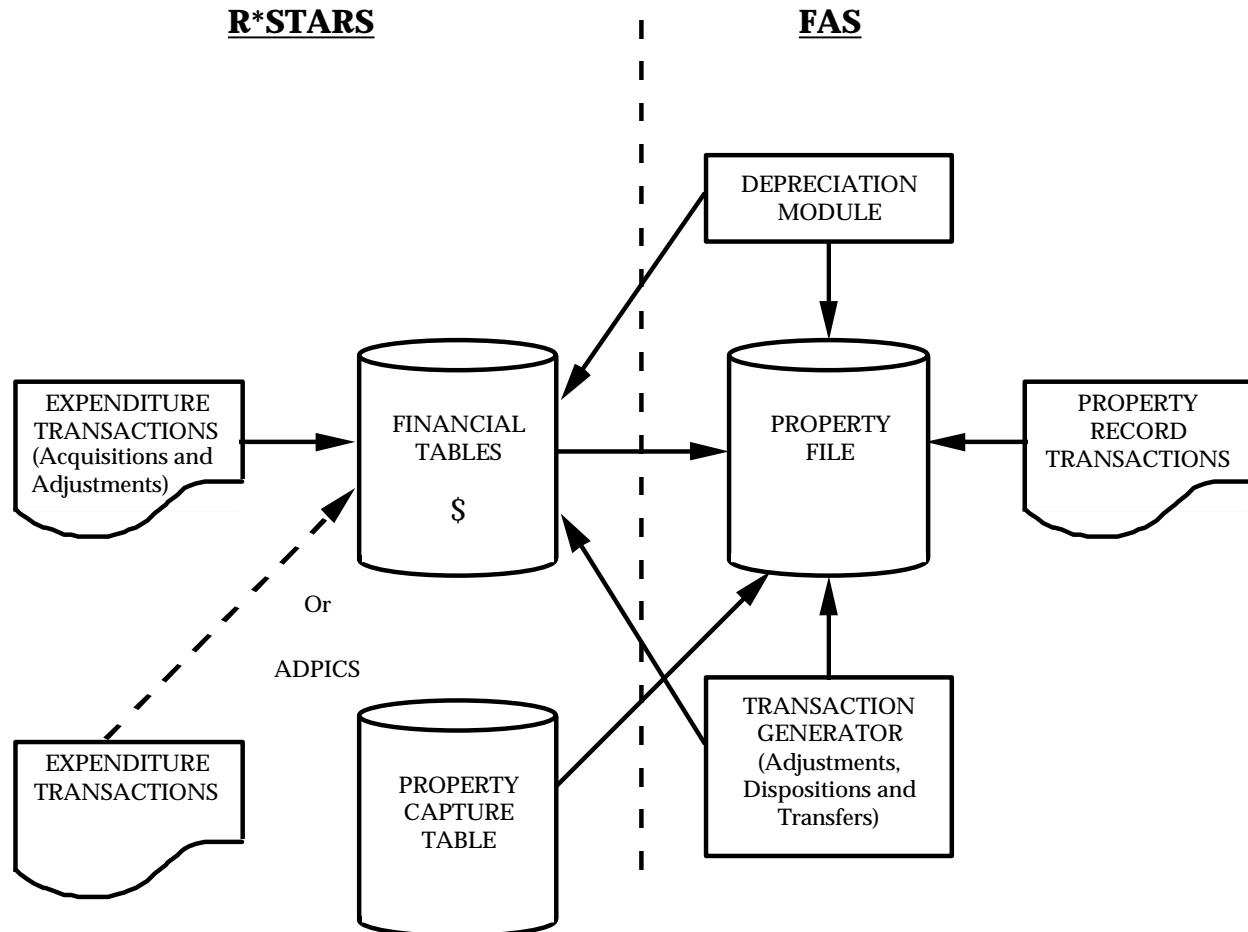 R*STARS
FAS
DEPRECIATION
MODULE
EXPENDITURE
TRANSACTIONS
(Acquisitions and
Adjustments)
FINANCIAL
TABLES
$
PROPERTY
FILE
PROPERTY
RECORD
TRANSACTIONS
Or
ADPICS
EXPENDITURE
TRANSACTIONS
PROPERTY
CAPTURE
TABLE
TRANSACTION
GENERATOR
(Adjustments,
Dispositions and
Transfers)